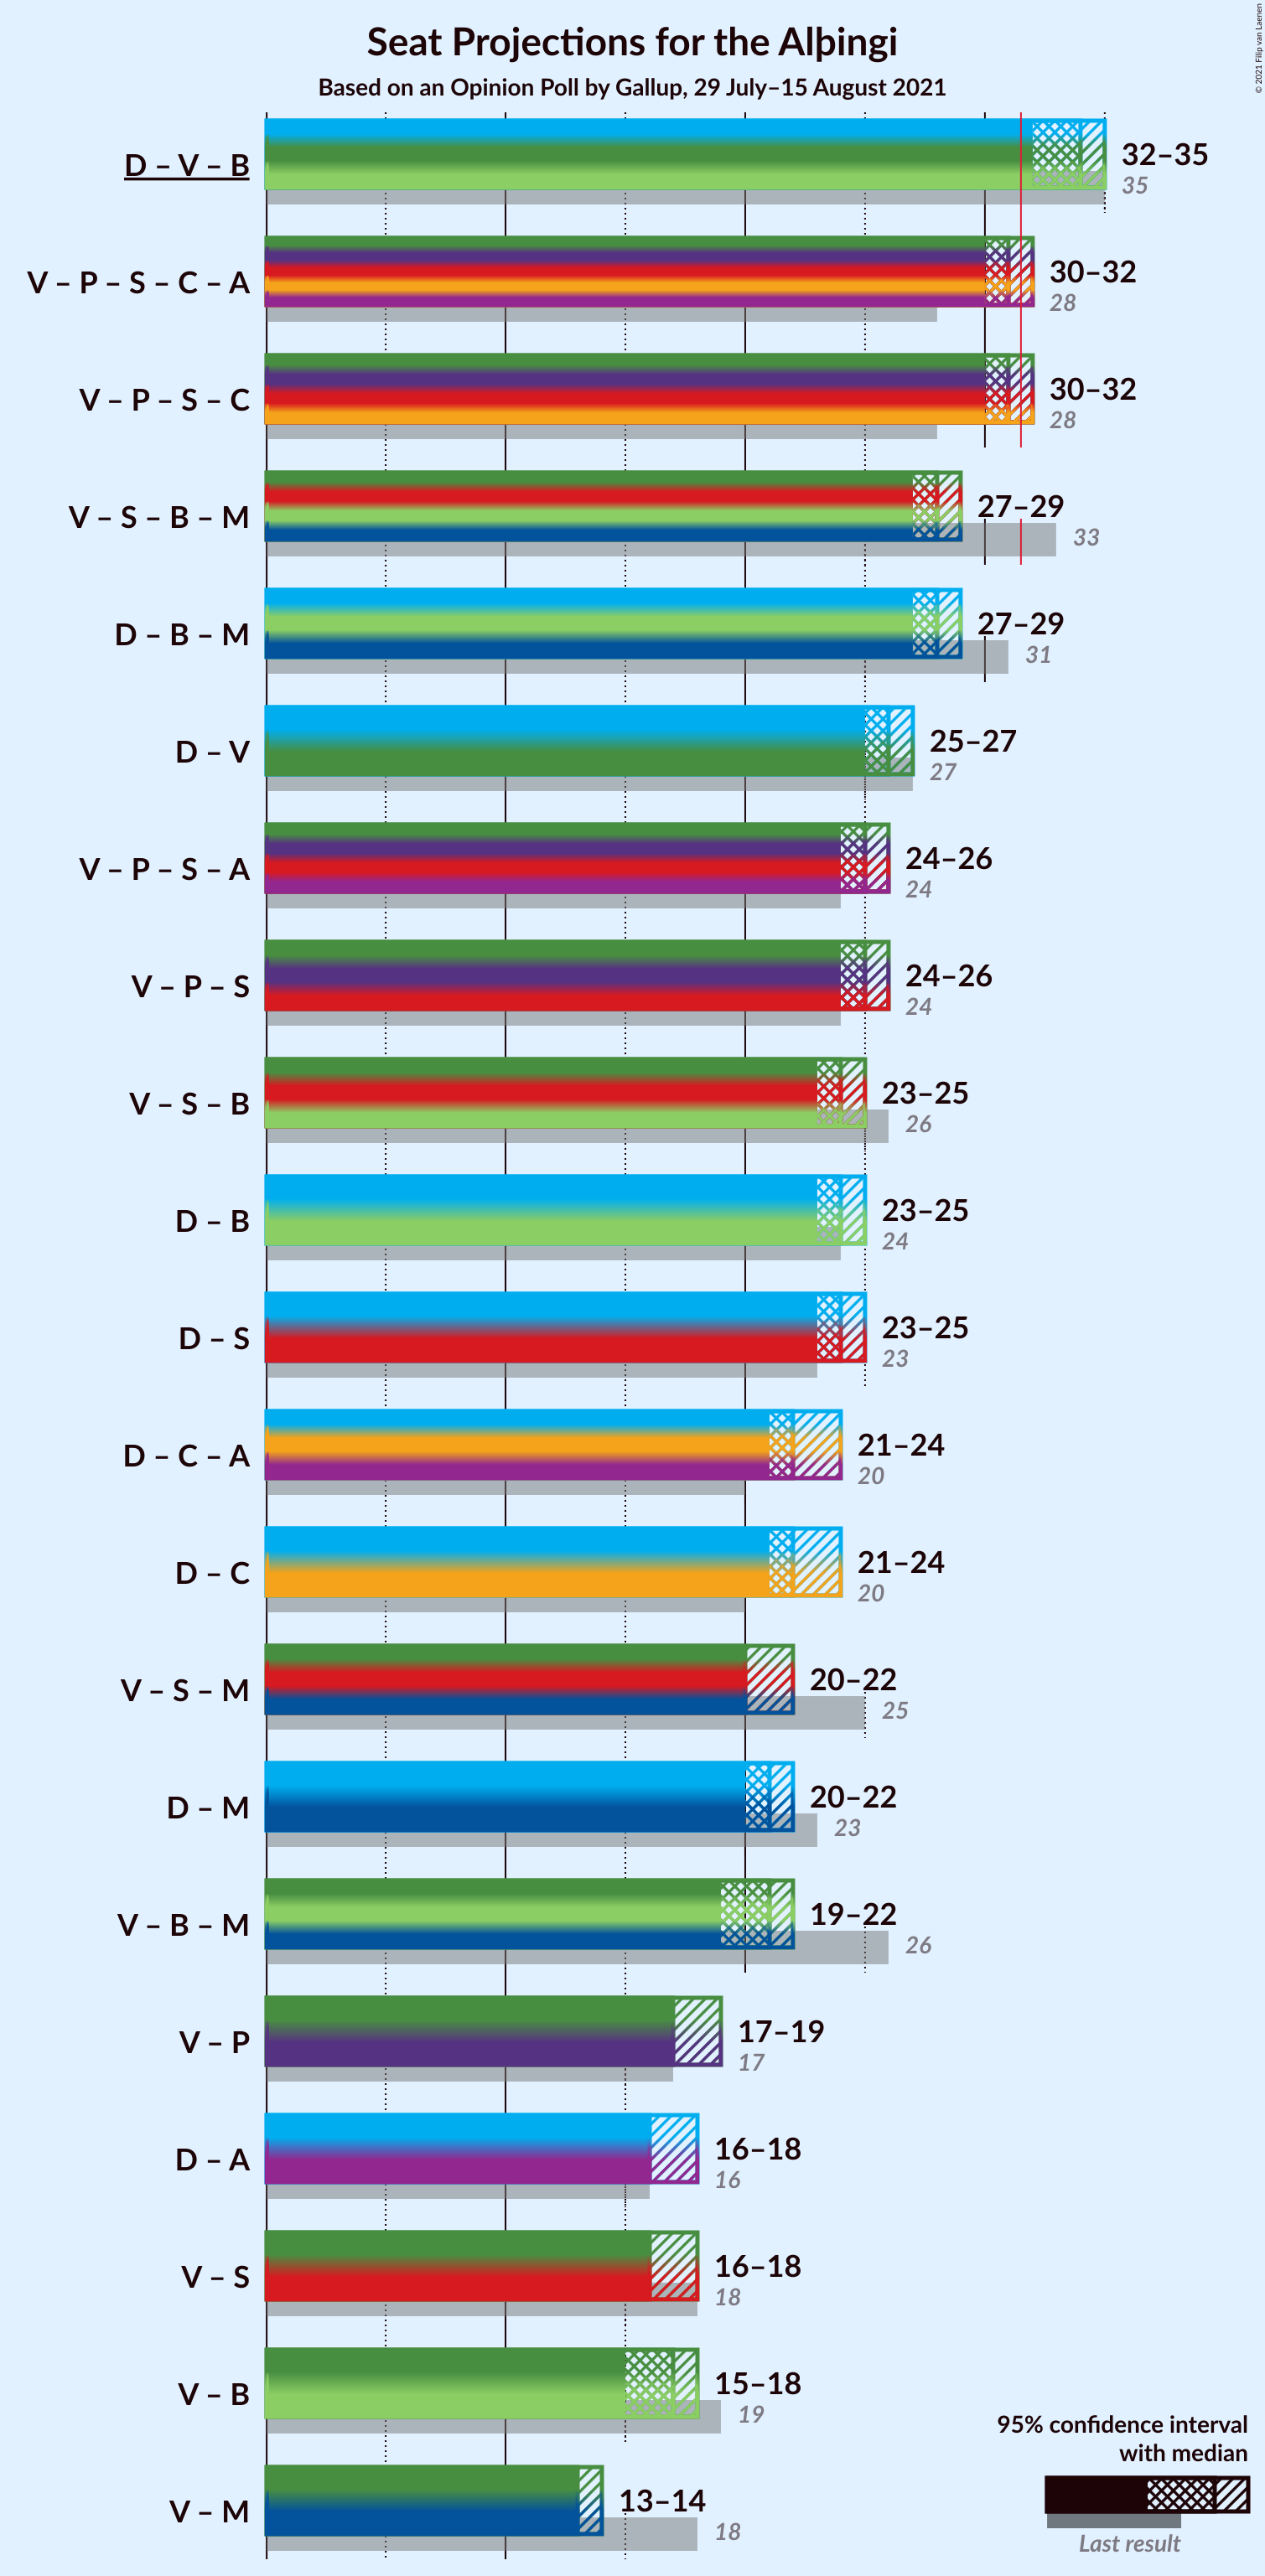 Seat Projections for the Alþingi
Based on an Opinion Poll by Gallup, 29 July–15 August 2021
© 2021 Filip van Laenen
D – V – B
32–35
35
V – P – S – C – A
30–32
28
V – P – S – C
30–32
28
V – S – B – M
27–29
33
D – B – M
27–29
31
D – V
25–27
27
V – P – S – A
24–26
24
V – P – S
24–26
24
V – S – B
23–25
26
D – B
23–25
24
D – S
23–25
23
D – C – A
21–24
20
D – C
21–24
20
V – S – M
20–22
25
D – M
20–22
23
V – B – M
19–22
26
V – P
17–19
17
D – A
16–18
16
V – S
16–18
18
V – B
15–18
19
V – M
13–14
18
95% confidence interval
with median
Last result